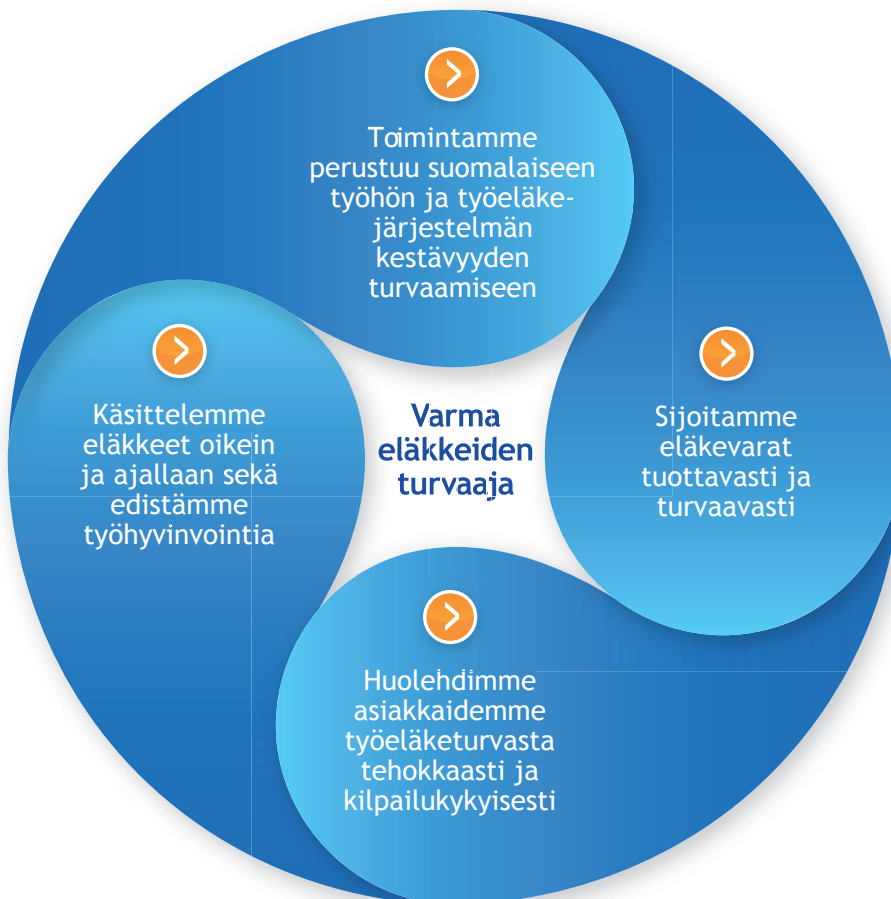 Toimintamme
perustuu suomalaiseen
työhön ja työeläke-
järjestelmän
kestävyyden
turvaamiseen
Käsittelemme
eläkkeet oikein
ja ajallaan sekä
edistämme
työhyvinvointia
Varma
eläkkeiden
turvaaja
Sijoitamme
eläkevarat
tuottavasti ja
turvaavasti
Huolehdimme
asiakkaidemme
työeläketurvasta
tehokkaasti ja
kilpailukykyisesti